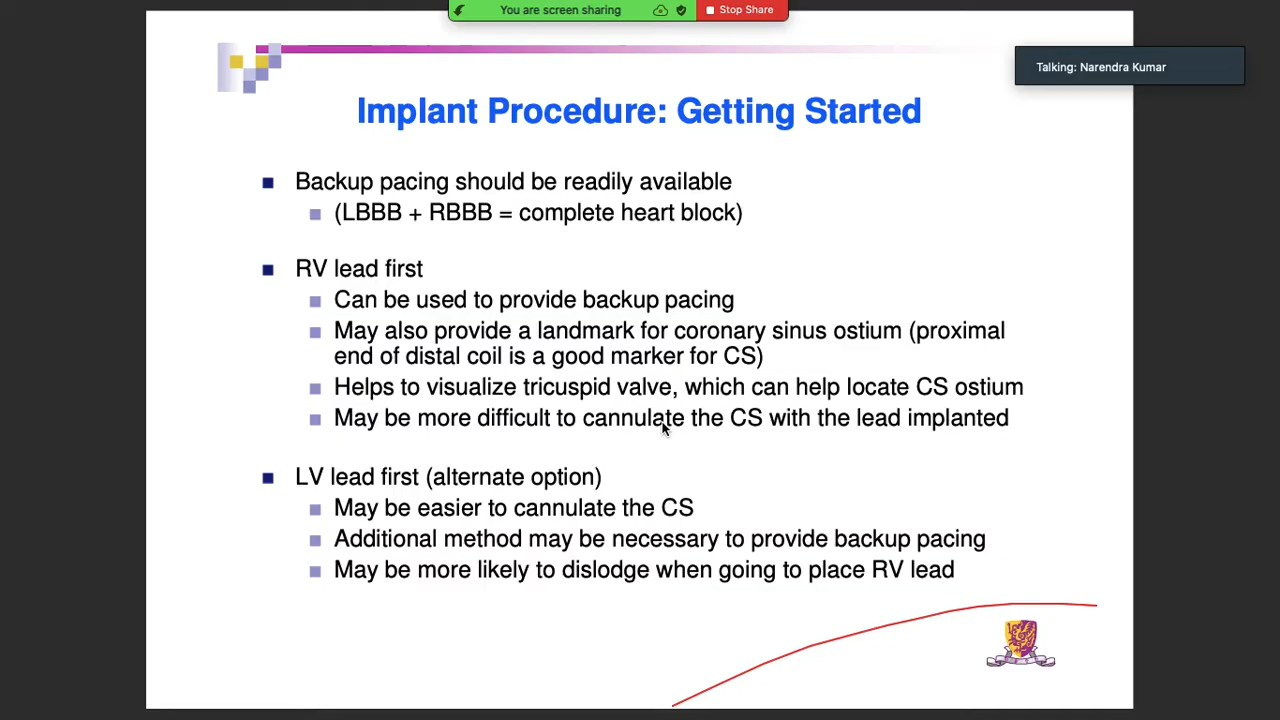 You are screen sharing
Stop Share
Talking: Narendra Kumar
Implant Procedure: Getting Started
Backup pacing should be readily available
(LBBB + RBBB = complete heart block)
RV lead first
Can be used to provide backup pacing
May also provide a landmark for coronary sinus ostium (proximal
end of distal coil is a good marker for CS)
Helps to visualize tricuspid valve, which can help locate CS ostium
May be more difficult to cannulate the CS with the lead implanted
LV lead first (alternate option)
May be easier to cannulate the CS
Additional method may be necessary to provide backup pacing
May be more likely to dislodge when going to place RV lead